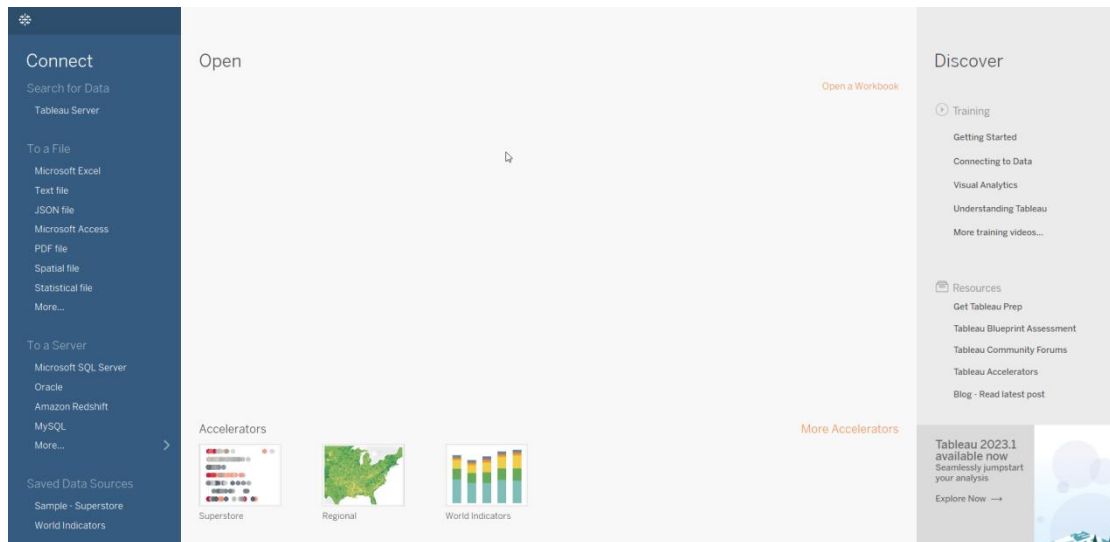 Connect
Search for Data
Tableau Server
To a File
Microsoft Excel
Text file
JSON file
Microsoft Access
PDF file
Spatial file
Statistical file
More...
To a Server
Microsoft SQL Server
Oracle
Amazon Redshift
MySQL
More...
Saved Data Sources
Sample - Superstore
World Indicators
Open
Open a Workbook
Accelerators
More Accelerators
Superstore
Regional
World Indicators
Discover
Training
Getting Started
Connecting to Data
Visual Analytics
Understanding Tableau
More training videos...
Resources
Get Tableau Prep
Tableau Blueprint Assessment
Tableau Community Forums
Tableau Accelerators
Blog - Read latest post
Tableau 2023.1
available now
Seamlessly jumpstart
your analysis
Explore Now →